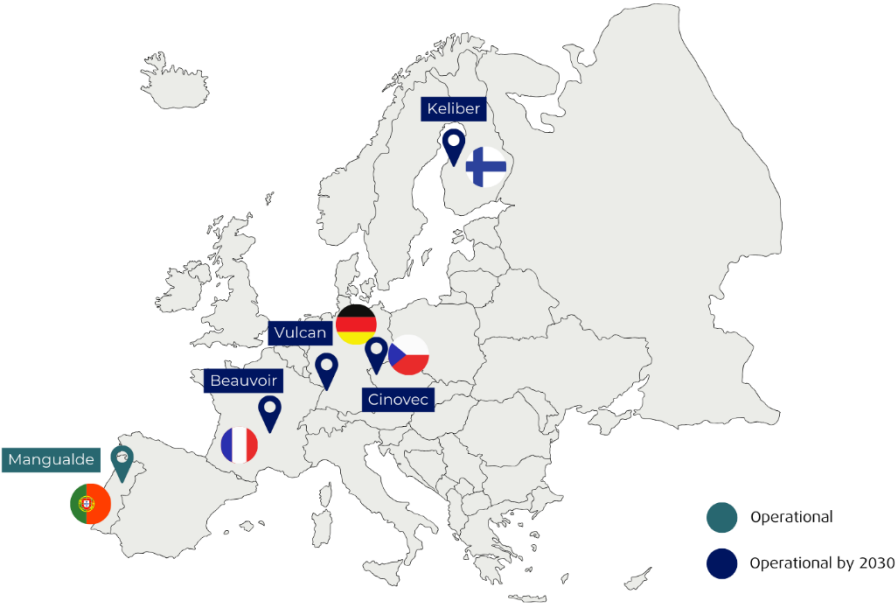 Keliber
Vulcan
Beauvoir
Cinovec
Mangualde
Operational
Operational by 2030